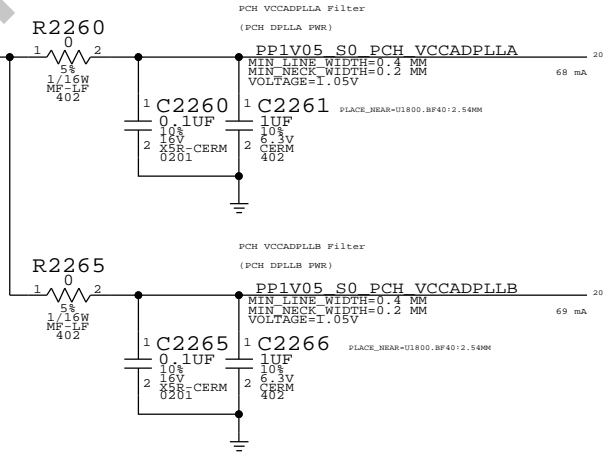 PCH VCCADPLLA Filter
(PCH DPLLA PWR)
R2260
0
1 2
5%
1/16W
MF-LF
402
PP1V05_S0_PCH_VCCADPLLA
20
MIN_LINE_WIDTH=0.4 MM
MIN_NECK_WIDTH=0.2 MM
VOLTAGE=1.05V
68 mA
1 C2260
0.1UF
10%
16V
2 X5R-CERM
0201
1 C2261
1UF
10%
6.3V
2 CERM
402
PLACE_NEAR=U1800.BF40:2.54MM
PCH VCCADPLLB Filter
(PCH DPLLB PWR)
R2265
0
1 2
5%
1/16W
MF-LF
402
PP1V05_S0_PCH_VCCADPLLB
20
MIN_LINE_WIDTH=0.4 MM
MIN_NECK_WIDTH=0.2 MM
VOLTAGE=1.05V
69 mA
1 C2265
0.1UF
10%
16V
2 X5R-CERM
0201
1 C2266
1UF
10%
6.3V
2 CERM
402
PLACE_NEAR=U1800.BF40:2.54MM